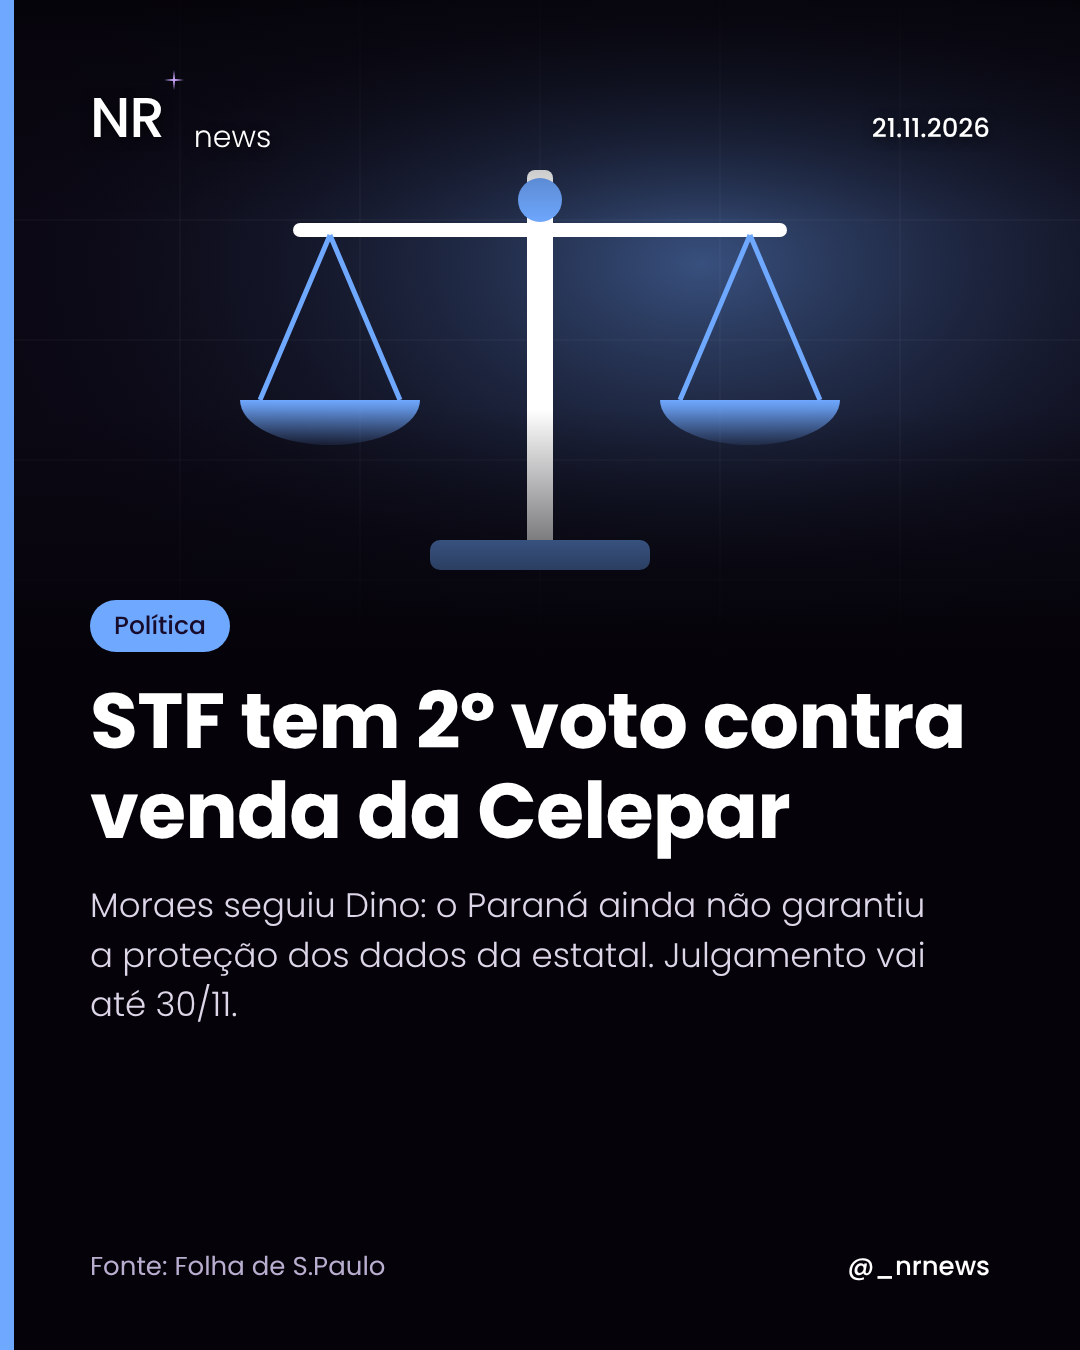 NR news
21.11.2026
Política
STF tem 2º voto contra
venda da Celepar
Moraes seguiu Dino: o Paraná ainda não garantiu
a proteção dos dados da estatal. Julgamento vai
até 30/11.
Fonte: Folha de S.Paulo
@_nrnews